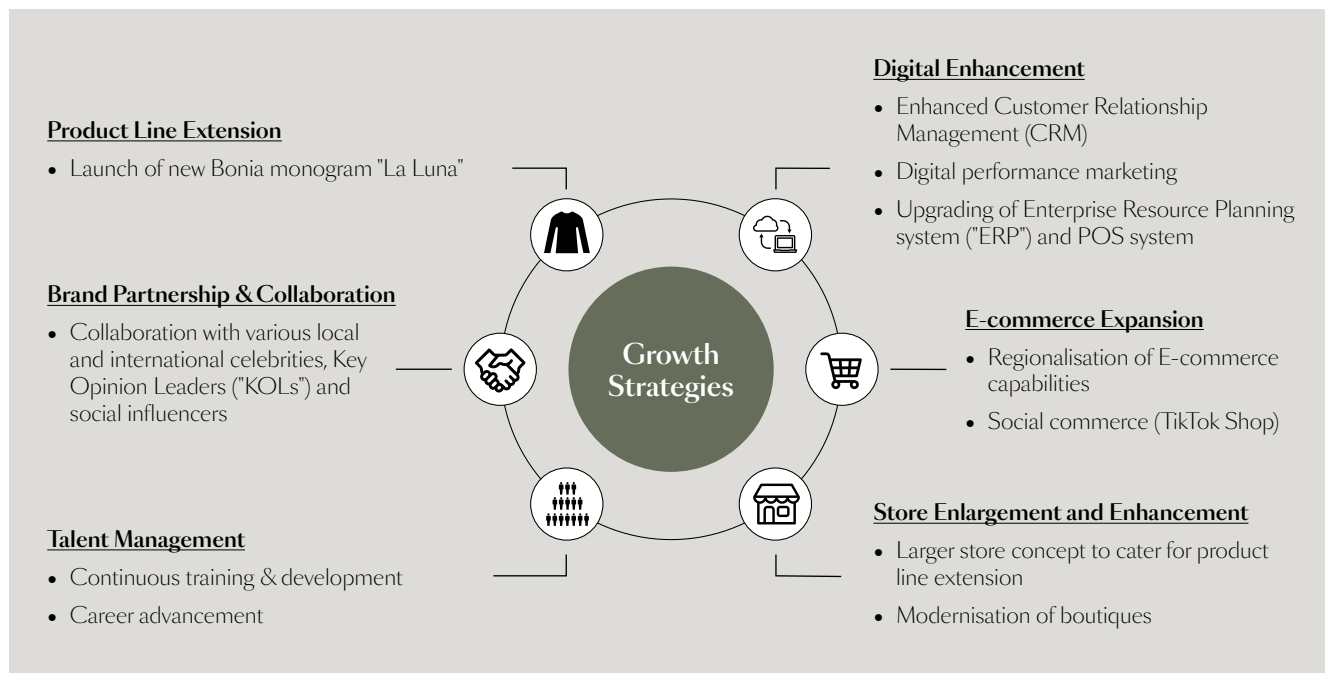 Product Line Extension
• Launch of new Bonia monogram "La Luna"
Brand Partnership & Collaboration
• Collaboration with various local
and international celebrities, Key
Opinion Leaders ("KOLs") and
social influencers
Talent Management
• Continuous training & development
• Career advancement
Growth
Strategies
Digital Enhancement
• Enhanced Customer Relationship
Management (CRM)
• Digital performance marketing
• Upgrading of Enterprise Resource Planning
system ("ERP") and POS system
E-commerce Expansion
• Regionalisation of E-commerce
capabilities
• Social commerce (TikTok Shop)
Store Enlargement and Enhancement
• Larger store concept to cater for product
line extension
• Modernisation of boutiques